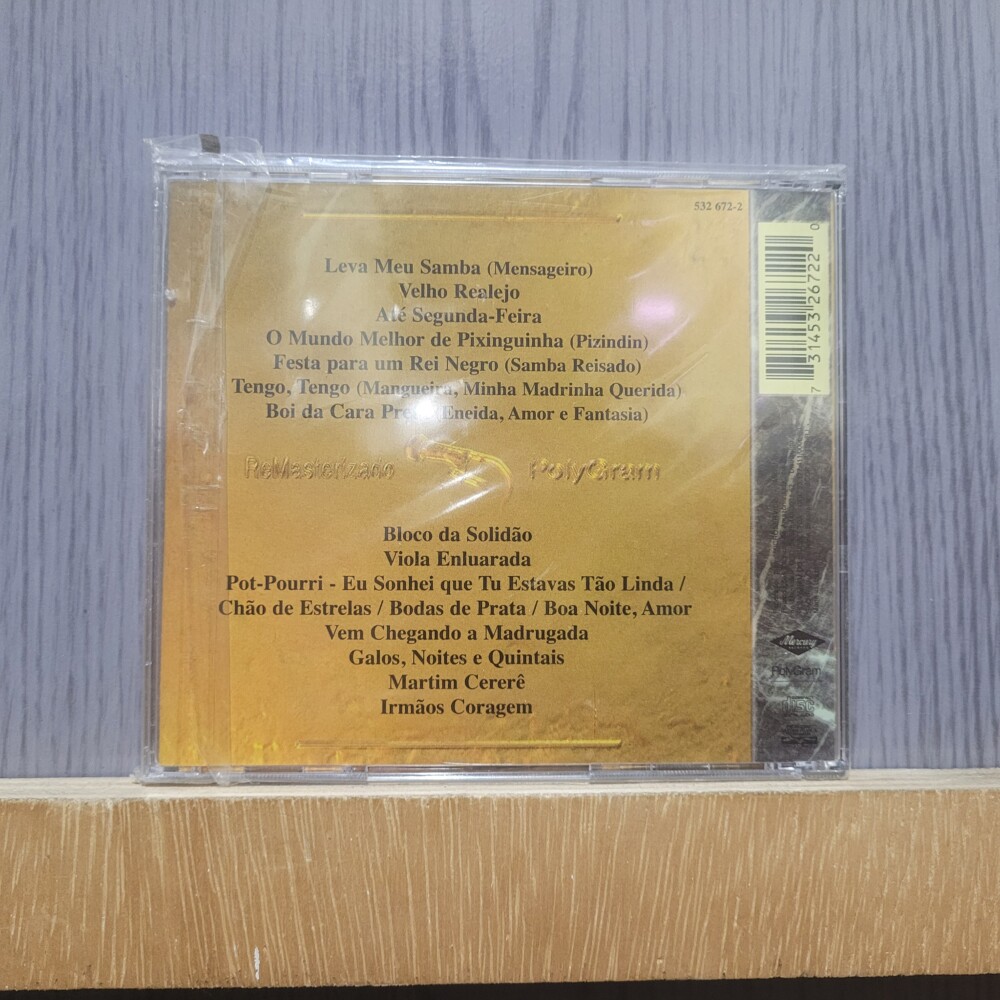 532 672-2
Leva Meu Samba (Mensageiro)
Velho Realejo
Até Segunda-Feira
O Mundo Melhor de Pixinguinha (Pizindin)
Festa para um Rei Negro (Samba Reisado)
Tengo, Tengo (Mangueira, Minha Madrinha Querida)
Boi da Cara Preta (Eneida, Amor e Fantasia)
ReMasterizado PolyGram
Bloco da Solidão
Viola Enluarada
Pot-Pourri - Eu Sonhei que Tu Estavas Tão Linda /
Chão de Estrelas / Bodas de Prata / Boa Noite, Amor
Vem Chegando a Madrugada
Galos, Noites e Quintais
Martim Cererê
Irmãos Coragem
7 31453 26722 0
Mercury
PolyGram